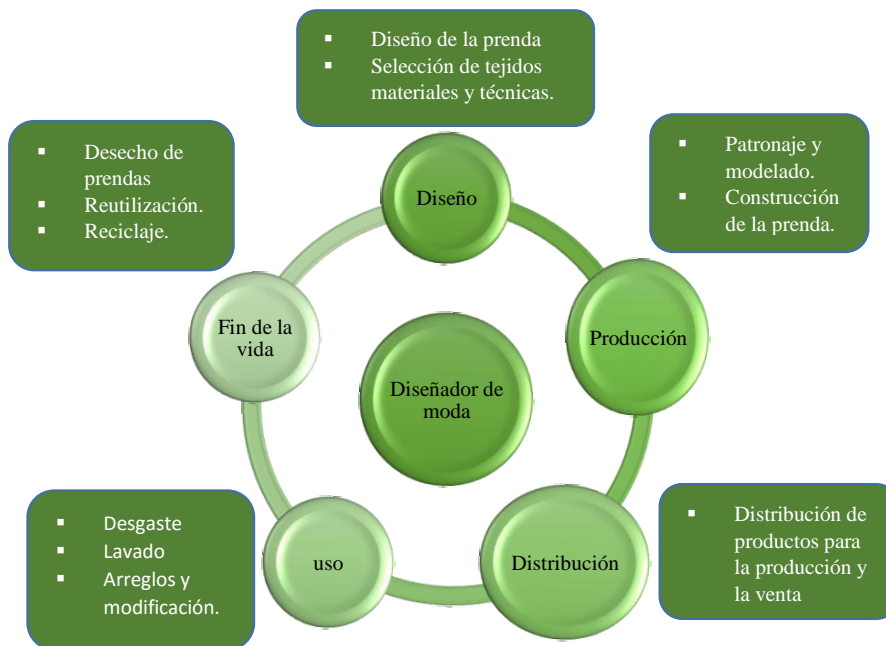 ▪ Diseño de la prenda
▪ Selección de tejidos
materiales y técnicas.
▪ Desecho de
prendas
▪ Reutilización.
▪ Reciclaje.
▪ Patronaje y
modelado.
▪ Construcción
de la prenda.
Diseño
Fin de la
vida
Producción
Diseñador de
moda
▪ Desgaste
▪ Lavado
▪ Arreglos y
modificación.
uso
Distribución
▪ Distribución de
productos para
la producción y
la venta